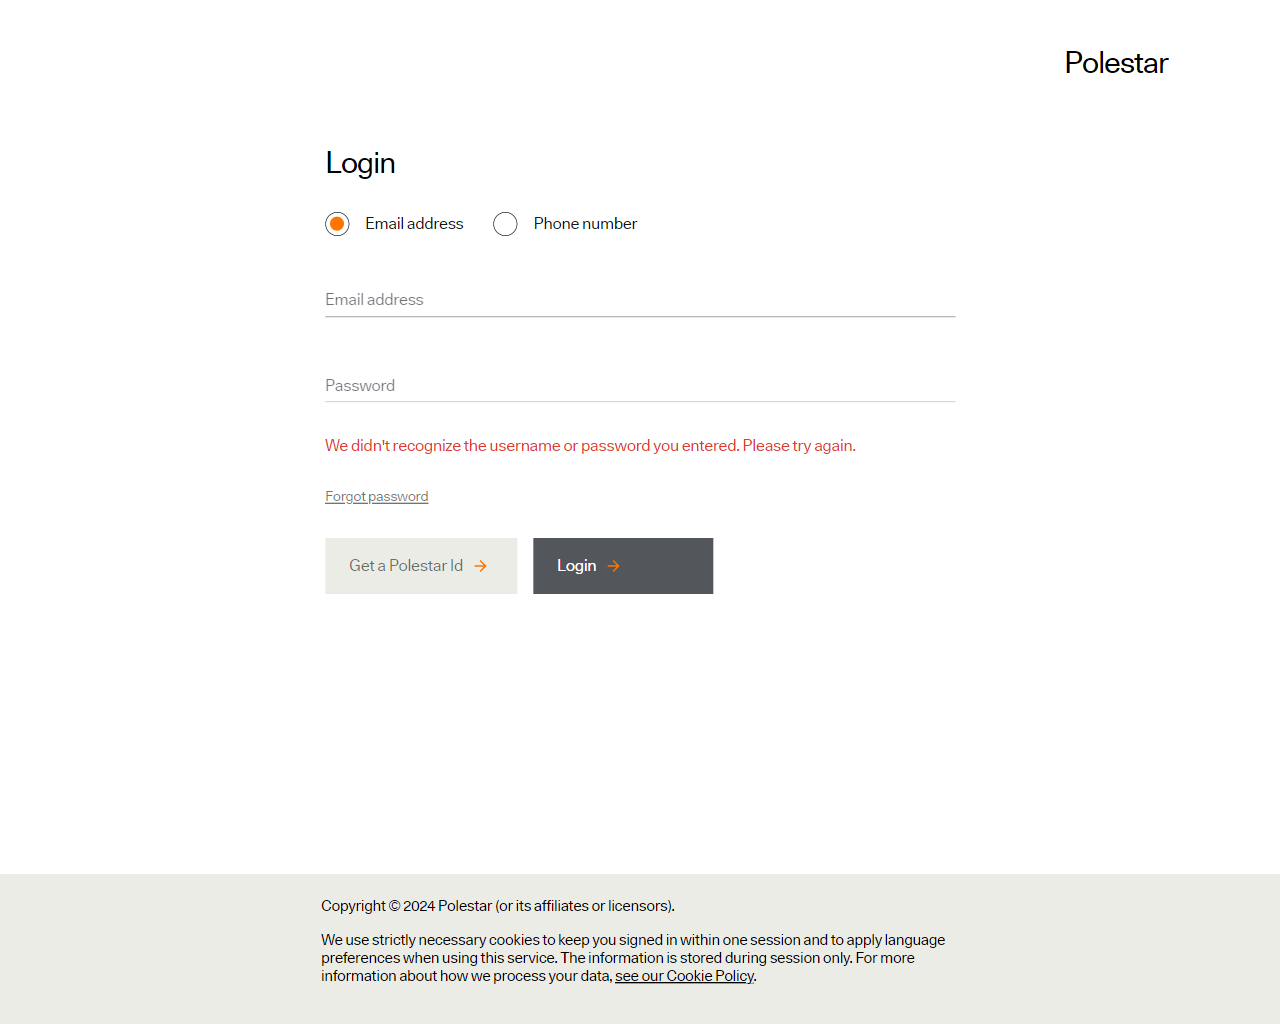 Polestar
Login
Email address
Phone number
Email address
Password
We didn't recognize the username or password you entered. Please try again.
Forgot password
Get a Polestar Id
Login
Copyright © 2024 Polestar (or its affiliates or licensors).
We use strictly necessary cookies to keep you signed in within one session and to apply language
preferences when using this service. The information is stored during session only. For more
information about how we process your data, see our Cookie Policy.